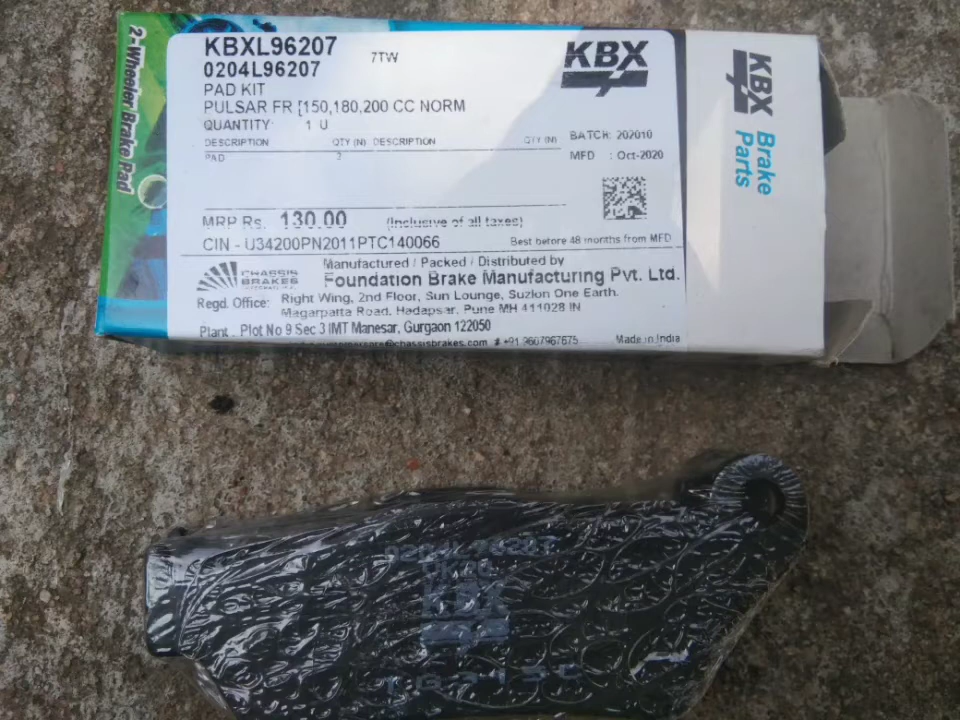 2-Wheeler Brake Pad
KBXL96207
7TW
0204L96207
PAD KIT
PULSAR FR [150,180,200 CC NORM
QUANTITY: 1 U
DESCRIPTION QTY (N) DESCRIPTION QTY (N)
PAD 2
KBX
BATCH: 202010
MFD : Oct-2020
MRP Rs. 130.00 (Inclusive of all taxes)
CIN - U34200PN2011PTC140066
Best before 48 months from MFD
CHASSIS
BRAKES
INTERNATIONAL
Manufactured / Packed / Distributed by
Foundation Brake Manufacturing Pvt. Ltd.
Regd. Office: Right Wing, 2nd Floor, Sun Lounge, Suzlon One Earth.
Magarpatta Road, Hadapsar, Pune MH 411028 IN
Plant . Plot No 9 Sec 3 IMT Manesar, Gurgaon 122050
@chassisbrakes.com
Made in India
KBX
Brake
Parts
0204L96207
KBX